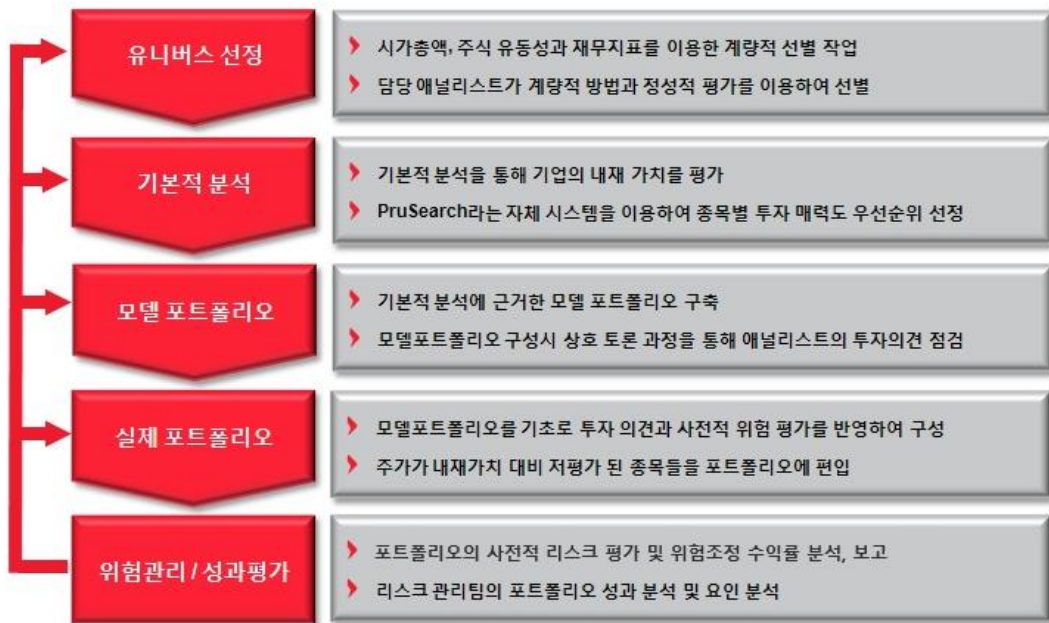 유니버스 선정
시가총액, 주식 유동성과 재무지표를 이용한 계량적 선별 작업
담당 애널리스트가 계량적 방법과 정성적 평가를 이용하여 선별
기본적 분석
기본적 분석을 통해 기업의 내재 가치를 평가
PruSearch라는 자체 시스템을 이용하여 종목별 투자 매력도 우선순위 선정
모델 포트폴리오
기본적 분석에 근거한 모델 포트폴리오 구축
모델포트폴리오 구성시 상호 토론 과정을 통해 애널리스트의 투자의견 점검
실제 포트폴리오
모델포트폴리오를 기초로 투자 의견과 사전적 위험 평가를 반영하여 구성
주가가 내재가치 대비 저평가 된 종목들을 포트폴리오에 편입
위험관리 / 성과평가
포트폴리오의 사전적 리스크 평가 및 위험조정 수익률 분석, 보고
리스크 관리팀의 포트폴리오 성과 분석 및 요인 분석